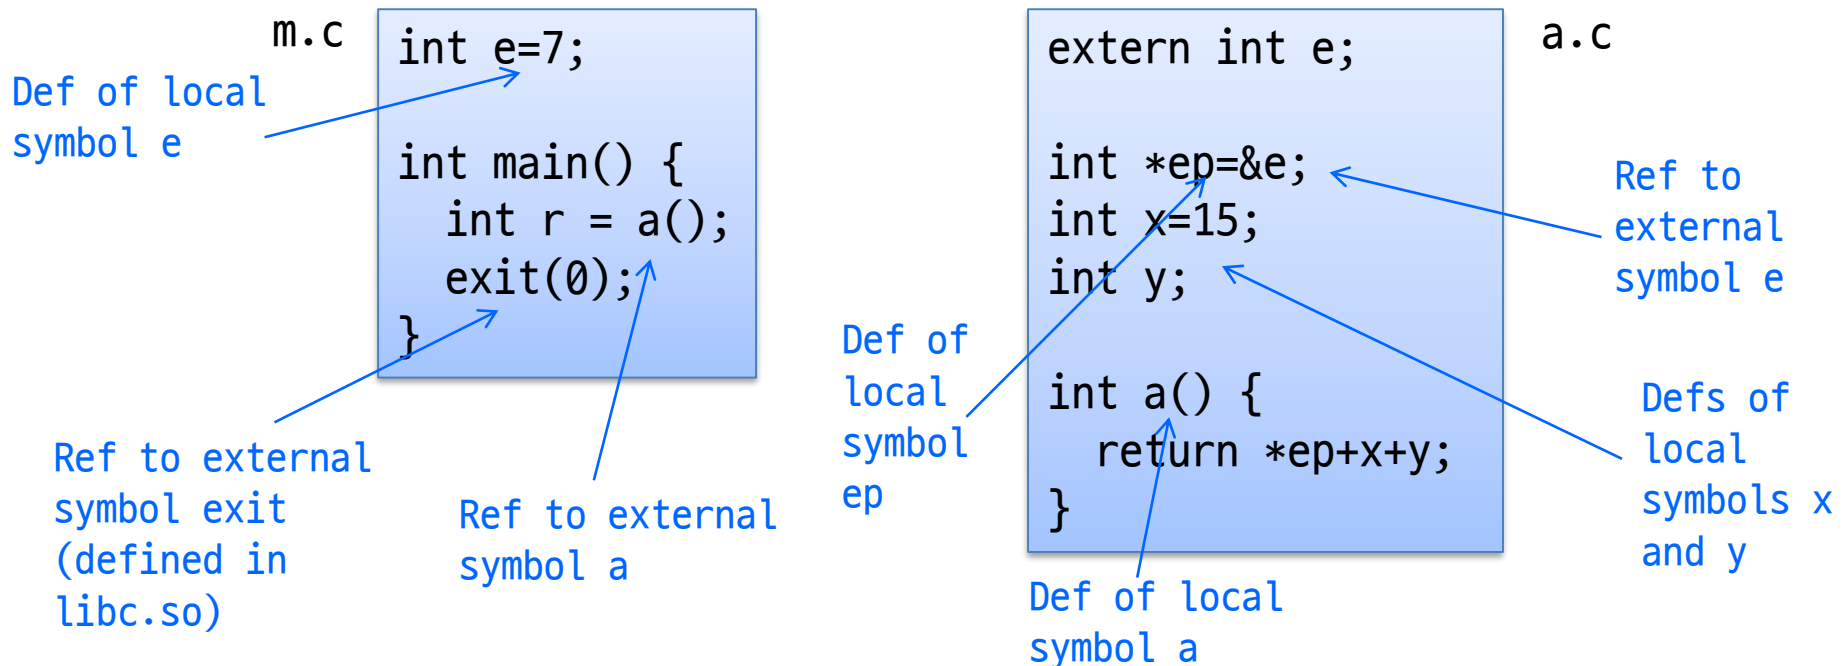 m.c
int e=7;

int main() {
  int r = a();
  exit(0);
}
Def of local
symbol e
Ref to external
symbol exit
(defined in
libc.so)
Ref to external
symbol a
a.c
extern int e;

int *ep=&e;
int x=15;
int y;

int a() {
  return *ep+x+y;
}
Def of
local
symbol
ep
Ref to
external
symbol e
Defs of
local
symbols x
and y
Def of local
symbol a